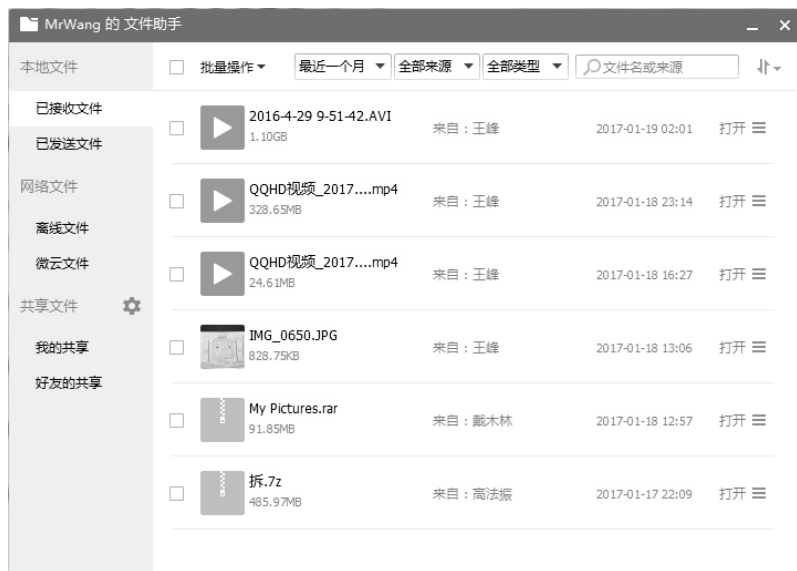 MrWang 的 文件助手
本地文件
批量操作 最近一个月 全部来源 全部类型 文件名或来源
已接收文件
已发送文件
网络文件
离线文件
微云文件
共享文件
我的共享
好友的共享
2016-4-29 9-51-42.AVI
1.10GB
来自：王峰 2017-01-19 02:01 打开
QQHD视频_2017....mp4
328.65MB
来自：王峰 2017-01-18 23:14 打开
QQHD视频_2017....mp4
24.61MB
来自：王峰 2017-01-18 16:27 打开
IMG_0650.JPG
828.75KB
来自：王峰 2017-01-18 13:06 打开
My Pictures.rar
91.85MB
来自：戴木林 2017-01-18 12:57 打开
拆.7z
485.97MB
来自：高法振 2017-01-17 22:09 打开